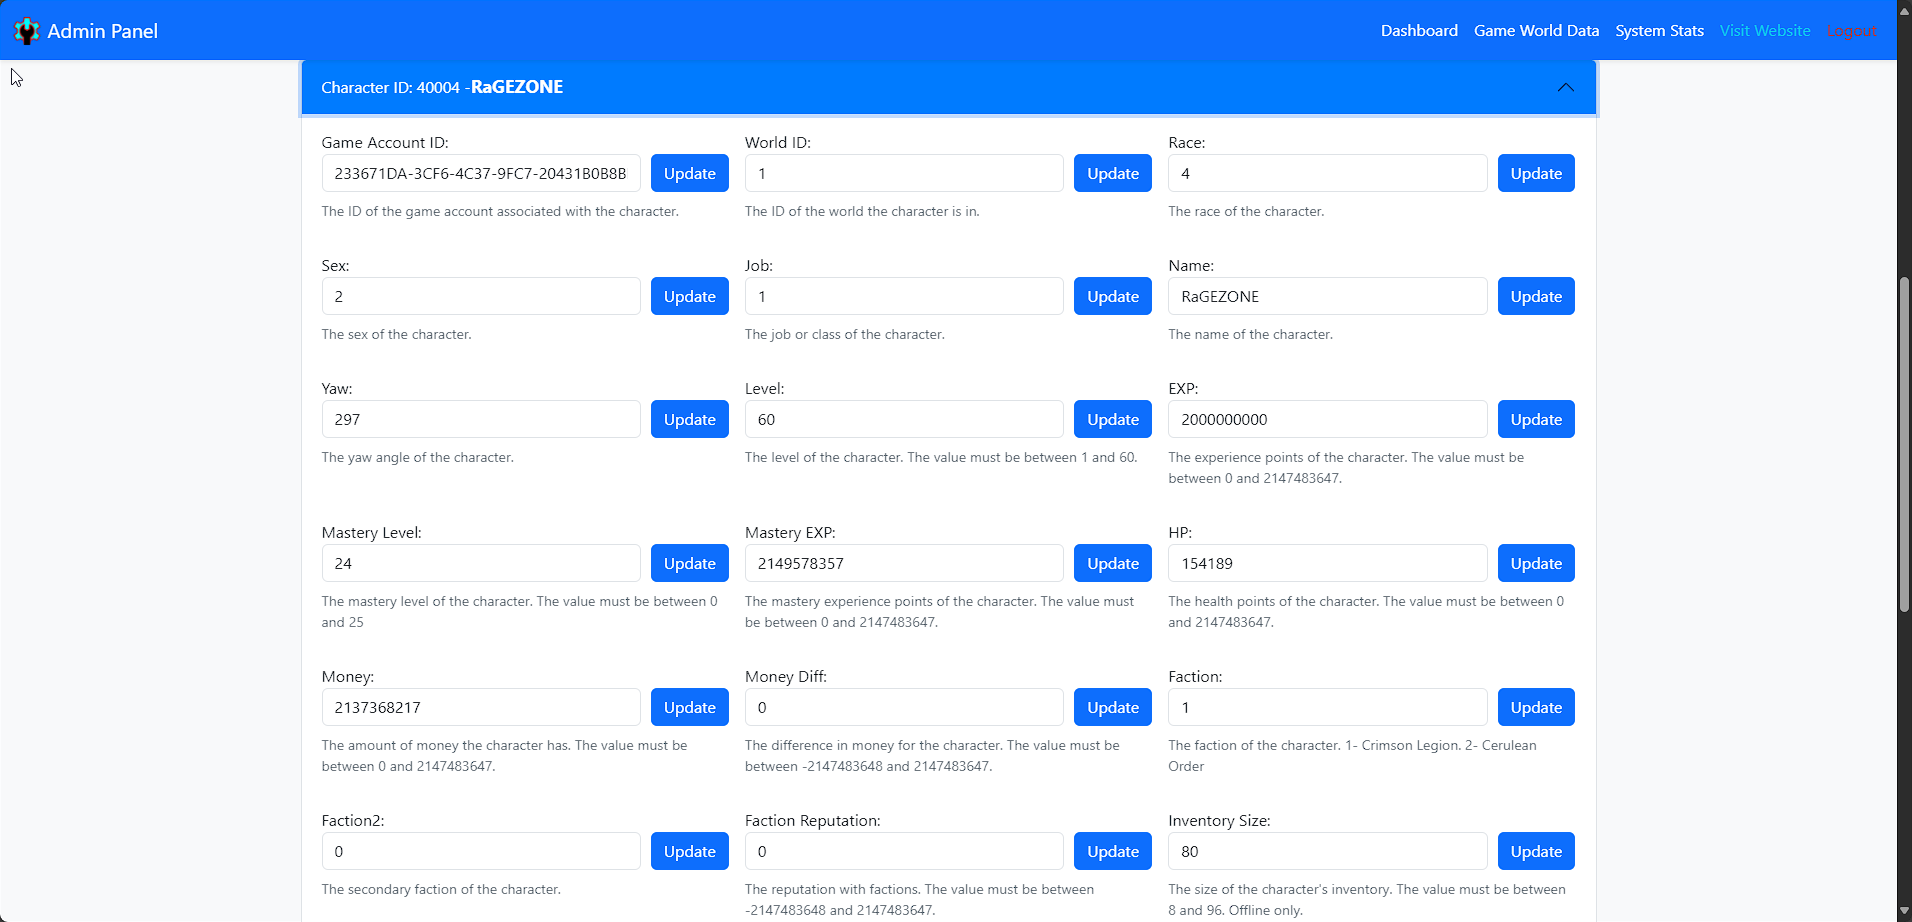 Admin Panel
Dashboard Game World Data System Stats Visit Website Logout
Character ID: 40004 -RaGEZONE
Game Account ID: World ID: Race:
233671DA-3CF6-4C37-9FC7-20431B0B8B Update 1 Update 4 Update
The ID of the game account associated with the character. The ID of the world the character is in. The race of the character.
Sex: Job: Name:
2 Update 1 Update RaGEZONE Update
The sex of the character. The job or class of the character. The name of the character.
Yaw: Level: EXP:
297 Update 60 Update 2000000000 Update
The yaw angle of the character. The level of the character. The value must be between 1 and 60. The experience points of the character. The value must be
between 0 and 2147483647.
Mastery Level: Mastery EXP: HP:
24 Update 2149578357 Update 154189 Update
The mastery level of the character. The value must be between 0 The mastery experience points of the character. The value must The health points of the character. The value must be between 0
and 25 be between 0 and 2147483647. and 2147483647.
Money: Money Diff: Faction:
2137368217 Update 0 Update 1 Update
The amount of money the character has. The value must be The difference in money for the character. The value must be The faction of the character. 1- Crimson Legion. 2- Cerulean
between 0 and 2147483647. between -2147483648 and 2147483647. Order
Faction2: Faction Reputation: Inventory Size:
0 Update 0 Update 80 Update
The secondary faction of the character. The reputation with factions. The value must be between The size of the character's inventory. The value must be between
-2147483648 and 2147483647. 8 and 96. Offline only.